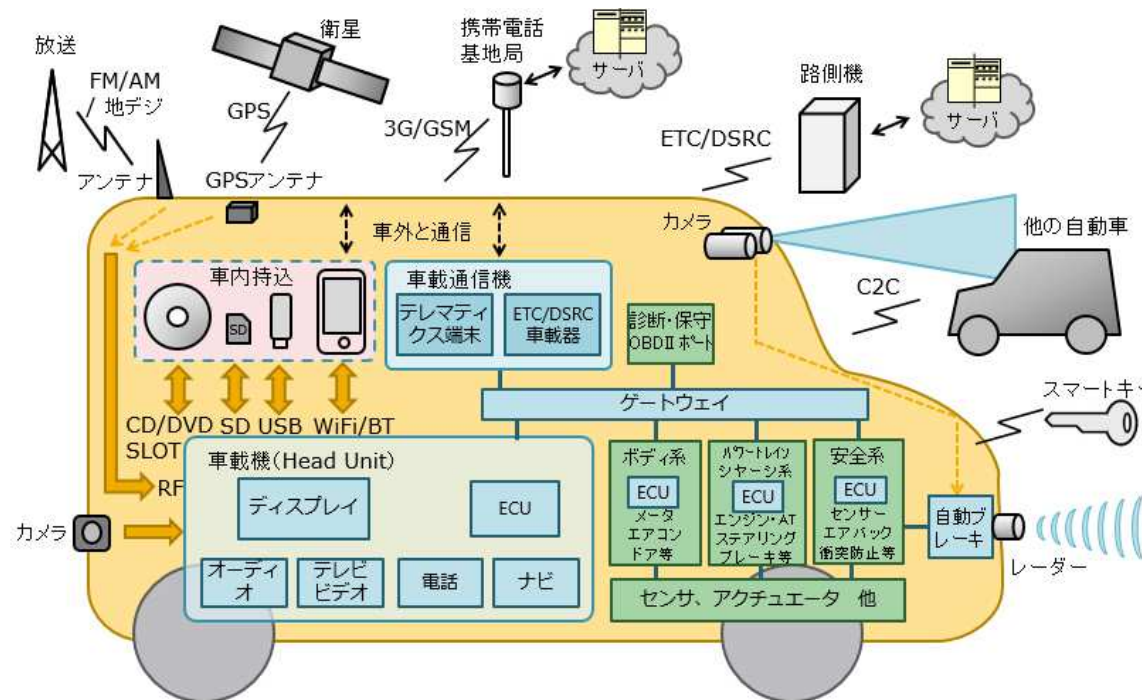 放送
FM/AM
/ 地デジ
アンテナ
GPS
衛星
GPSアンテナ
携帯電話
基地局
3G/GSM
サーバ
路側機
ETC/DSRC
サーバ
車外と通信
カメラ
他の自動車
C2C
車内持込
SD
車載通信機
テレマティ
クス端末
ETC/DSRC
車載器
診断・保守
OBDⅡポート
スマートキー
ゲートウェイ
CD/DVD
SLOT
SD
USB
WiFi/BT
RF
カメラ
車載機(Head Unit)
ディスプレイ
ECU
オーディ
オ
テレビ
ビデオ
電話
ナビ
ボディ系
ECU
メータ
エアコン
ドア等
パワートレイン
シャーシ系
ECU
エンジン・AT
ステアリング
ブレーキ等
安全系
ECU
センサー
エアバック
衝突防止等
自動ブ
レーキ
レーダー
センサ、アクチュエータ 他